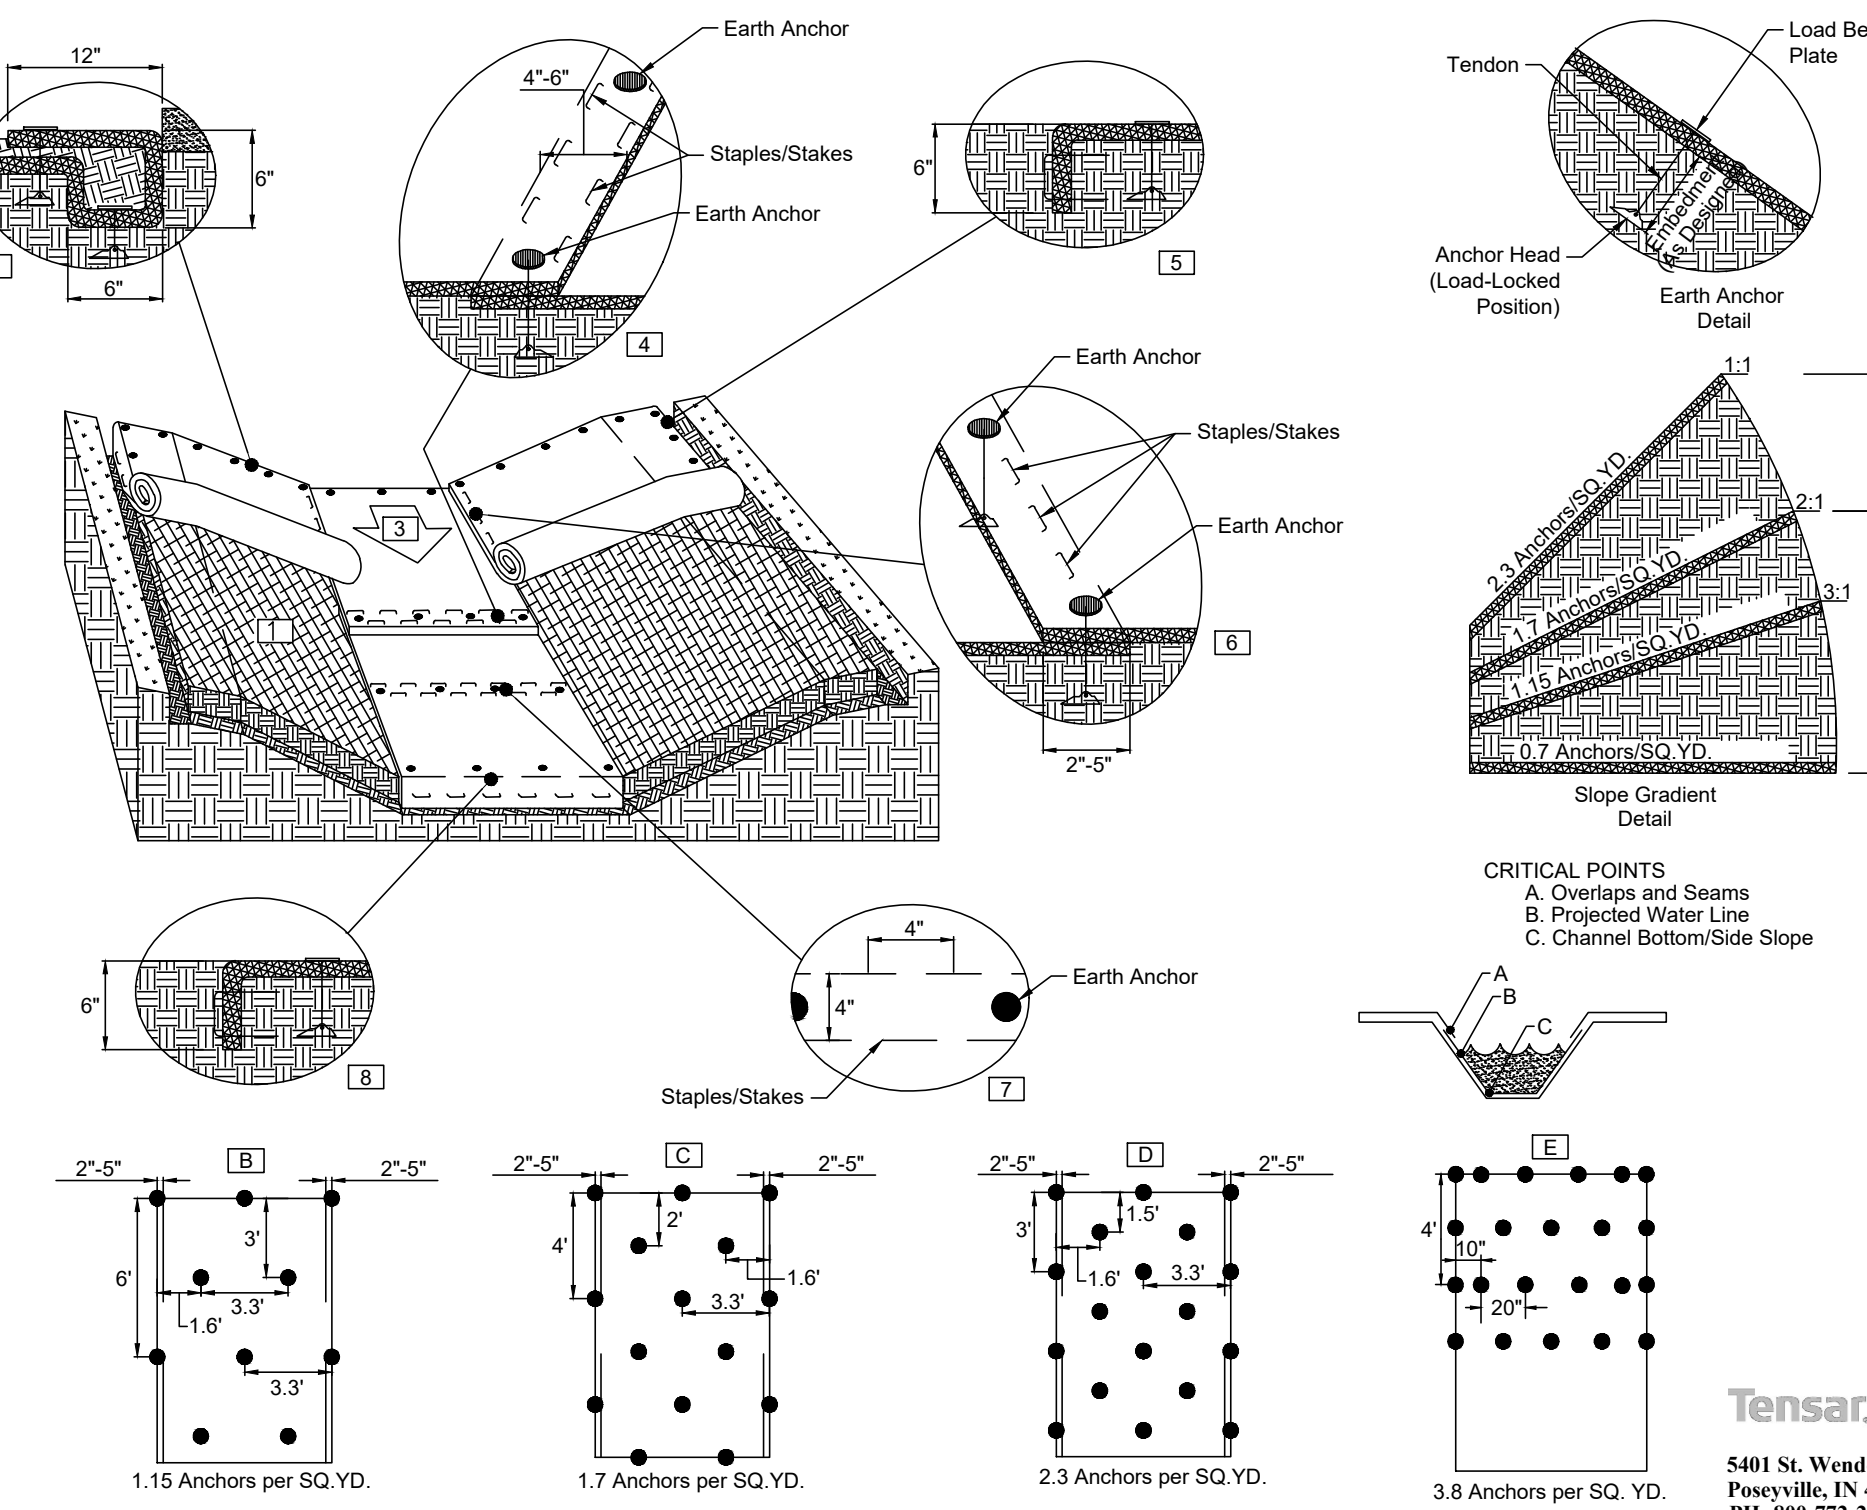 12"
6"
6"
Earth Anchor
4"-6"
Staples/Stakes
Earth Anchor
4
6"
5
Tendon
Load Be
Plate
Embedmen
(As Designed)
Anchor Head
(Load-Locked
Position)
Earth Anchor
Detail
Earth Anchor
Staples/Stakes
Earth Anchor
6
2"-5"
3
1
1:1
2:1
3:1
2.3 Anchors/SQ.YD.
1.7 Anchors/SQ.YD.
1.15 Anchors/SQ.YD.
0.7 Anchors/SQ.YD.
Slope Gradient
Detail
CRITICAL POINTS
A. Overlaps and Seams
B. Projected Water Line
C. Channel Bottom/Side Slope
A
B
C
6"
8
4"
4"
Earth Anchor
Staples/Stakes
7
B
2"-5"
2"-5"
3'
6'
3.3'
1.6'
3.3'
1.15 Anchors per SQ.YD.
C
2"-5"
2"-5"
2'
4'
1.6'
3.3'
1.7 Anchors per SQ.YD.
D
2"-5"
2"-5"
1.5'
3'
1.6'
3.3'
2.3 Anchors per SQ.YD.
E
4'
10"
20"
3.8 Anchors per SQ. YD.
Tensar.
5401 St. Wend
Poseyville, IN